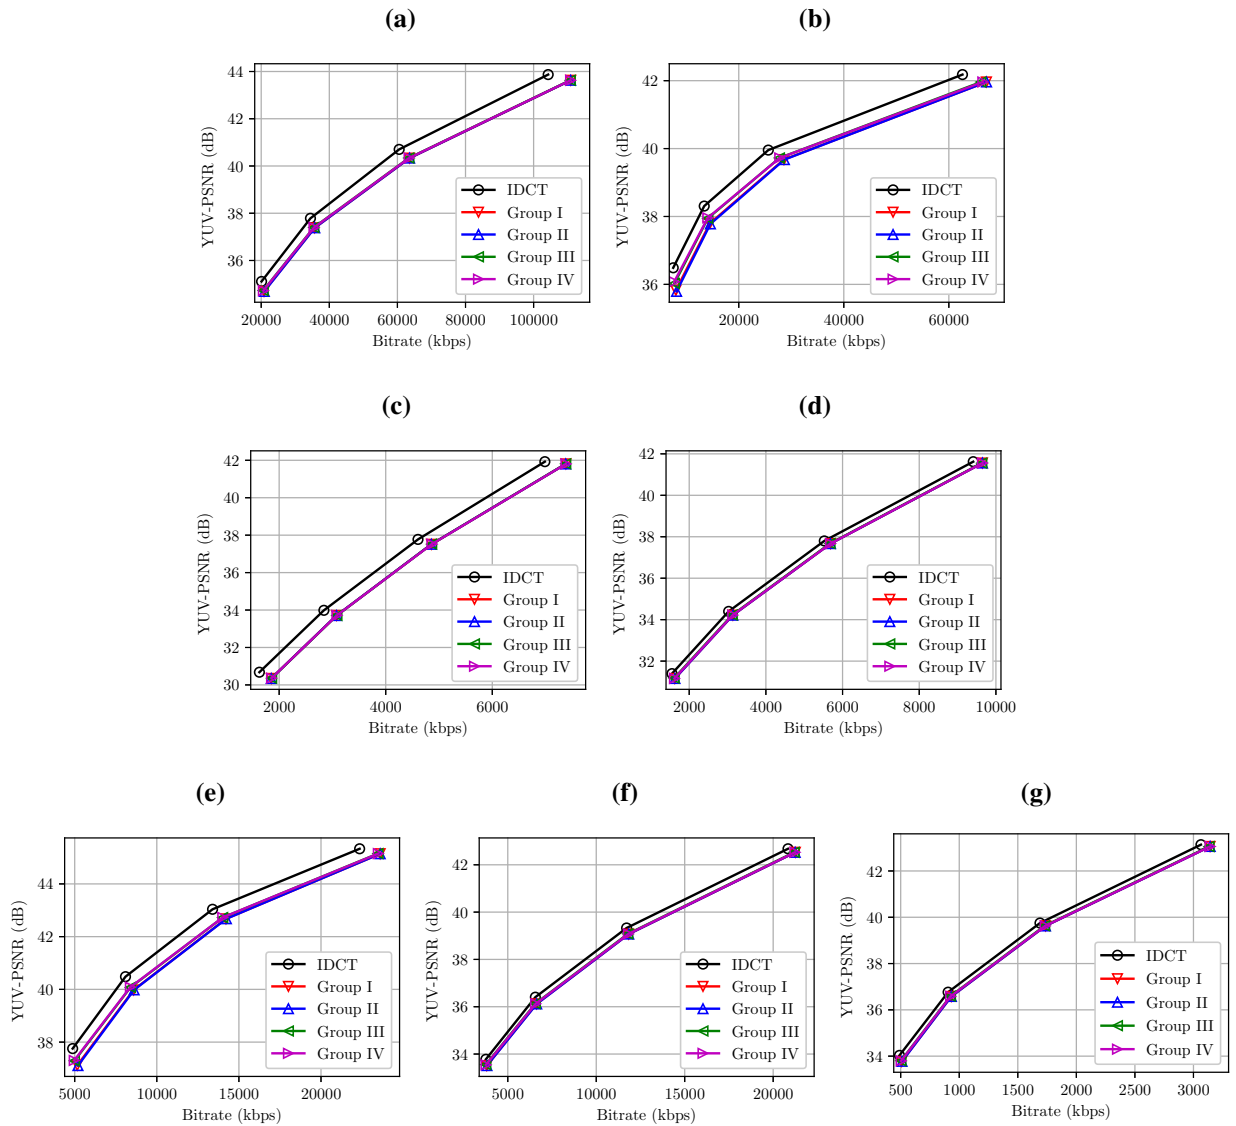 (a)
(b)
44
42
40
38
36
YUV-PSNR (dB)
20000 40000 60000 80000 100000
Bitrate (kbps)
IDCT
Group I
Group II
Group III
Group IV
42
40
38
36
YUV-PSNR (dB)
20000 40000 60000
Bitrate (kbps)
IDCT
Group I
Group II
Group III
Group IV
(c)
(d)
42
40
38
36
34
32
30
YUV-PSNR (dB)
2000 4000 6000
Bitrate (kbps)
IDCT
Group I
Group II
Group III
Group IV
42
40
38
36
34
32
YUV-PSNR (dB)
2000 4000 6000 8000 10000
Bitrate (kbps)
IDCT
Group I
Group II
Group III
Group IV
(e)
(f)
(g)
44
42
40
38
YUV-PSNR (dB)
5000 10000 15000 20000
Bitrate (kbps)
IDCT
Group I
Group II
Group III
Group IV
42
40
38
36
34
YUV-PSNR (dB)
5000 10000 15000 20000
Bitrate (kbps)
IDCT
Group I
Group II
Group III
Group IV
42
40
38
36
34
YUV-PSNR (dB)
500 1000 1500 2000 2500 3000
Bitrate (kbps)
IDCT
Group I
Group II
Group III
Group IV